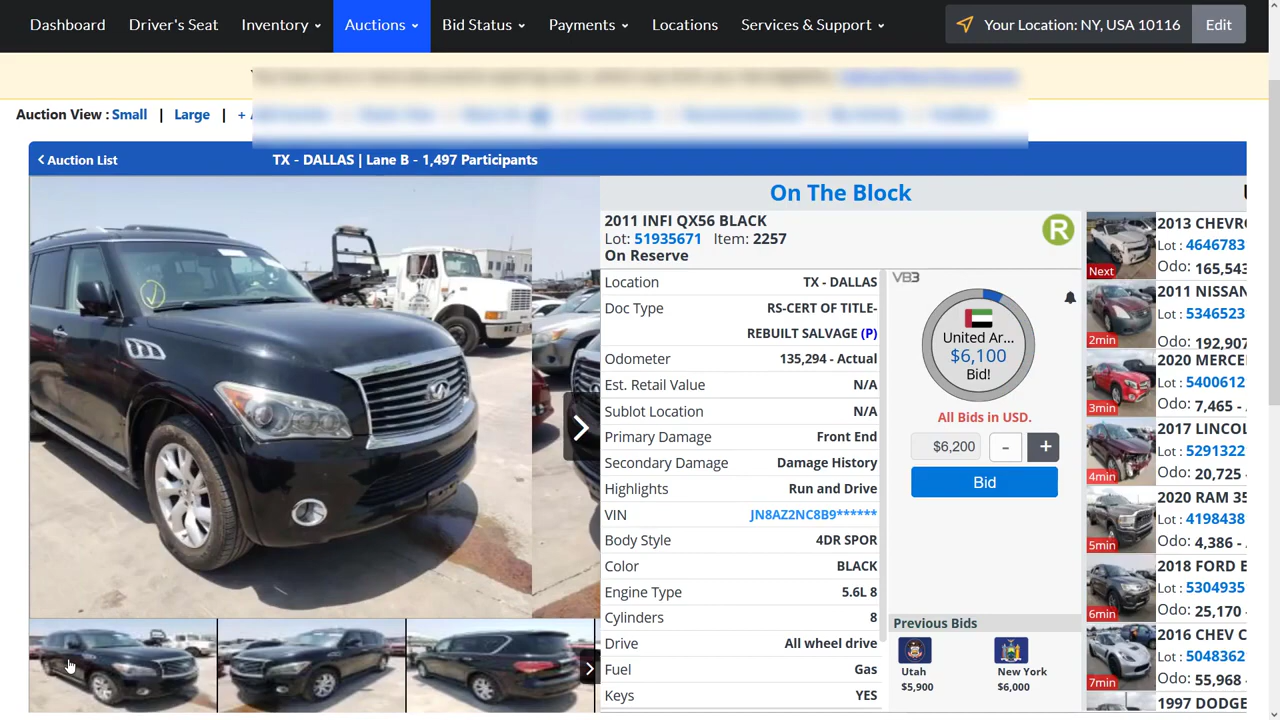 Dashboard Driver's Seat Inventory Auctions Bid Status Payments Locations Services & Support Your Location: NY, USA 10116 Edit
Auction View : Small | Large | +
Auction List TX - DALLAS | Lane B - 1,497 Participants
On The Block
2011 INFI QX56 BLACK
Lot: 51935671 Item: 2257
On Reserve
R
Location TX - DALLAS
Doc Type RS-CERT OF TITLE-
REBUILT SALVAGE (P)
Odometer 135,294 - Actual
Est. Retail Value N/A
Sublot Location N/A
Primary Damage Front End
Secondary Damage Damage History
Highlights Run and Drive
VIN JN8AZ2NC8B9******
Body Style 4DR SPOR
Color BLACK
Engine Type 5.6L 8
Cylinders 8
Drive All wheel drive
Fuel Gas
Keys YES
VB3
United Ar...
$6,100
Bid!
All Bids in USD.
$6,200 - +
Bid
Previous Bids
Utah
$5,900
New York
$6,000
2013 CHEVR
Lot : 4646783
Odo: 165,543
Next
2011 NISSAN
Lot : 5346523
Odo: 192,907
2min
2020 MERCE
Lot : 5400612
Odo: 7,465 -
3min
2017 LINCOL
Lot : 5291322
Odo: 20,725
4min
2020 RAM 35
Lot : 4198438
Odo: 4,386 -
5min
2018 FORD E
Lot : 5304935
Odo: 25,170
6min
2016 CHEV C
Lot : 5048362
Odo: 55,968
7min
1997 DODGE